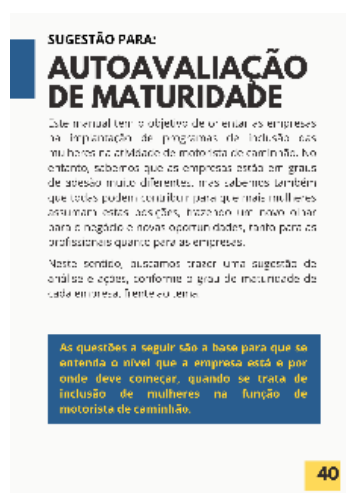 SUGESTÃO PARA:
AUTOAVALIAÇÃO
DE MATURIDADE
Este manual tem o objetivo de orientar as empresas
na implantação de programas de inclusão das
mulheres na atividade de motorista de caminhão. No
entanto, sabemos que as empresas estão em graus
de adesão muito diferentes, mas sabemos também
que todas podem contribuir para que mais mulheres
assumam estas posições, trazendo um novo olhar
para o negócio e novas oportunidades, tanto para as
profissionais quanto para as empresas.
Neste sentido, buscamos trazer uma sugestão de
análise e ações, conforme o grau de maturidade de
cada empresa, frente ao tema.
As questões a seguir são a base para que se
entenda o nível que a empresa está e por
onde deve começar, quando se trata de
inclusão de mulheres na função de
motorista de caminhão.
40